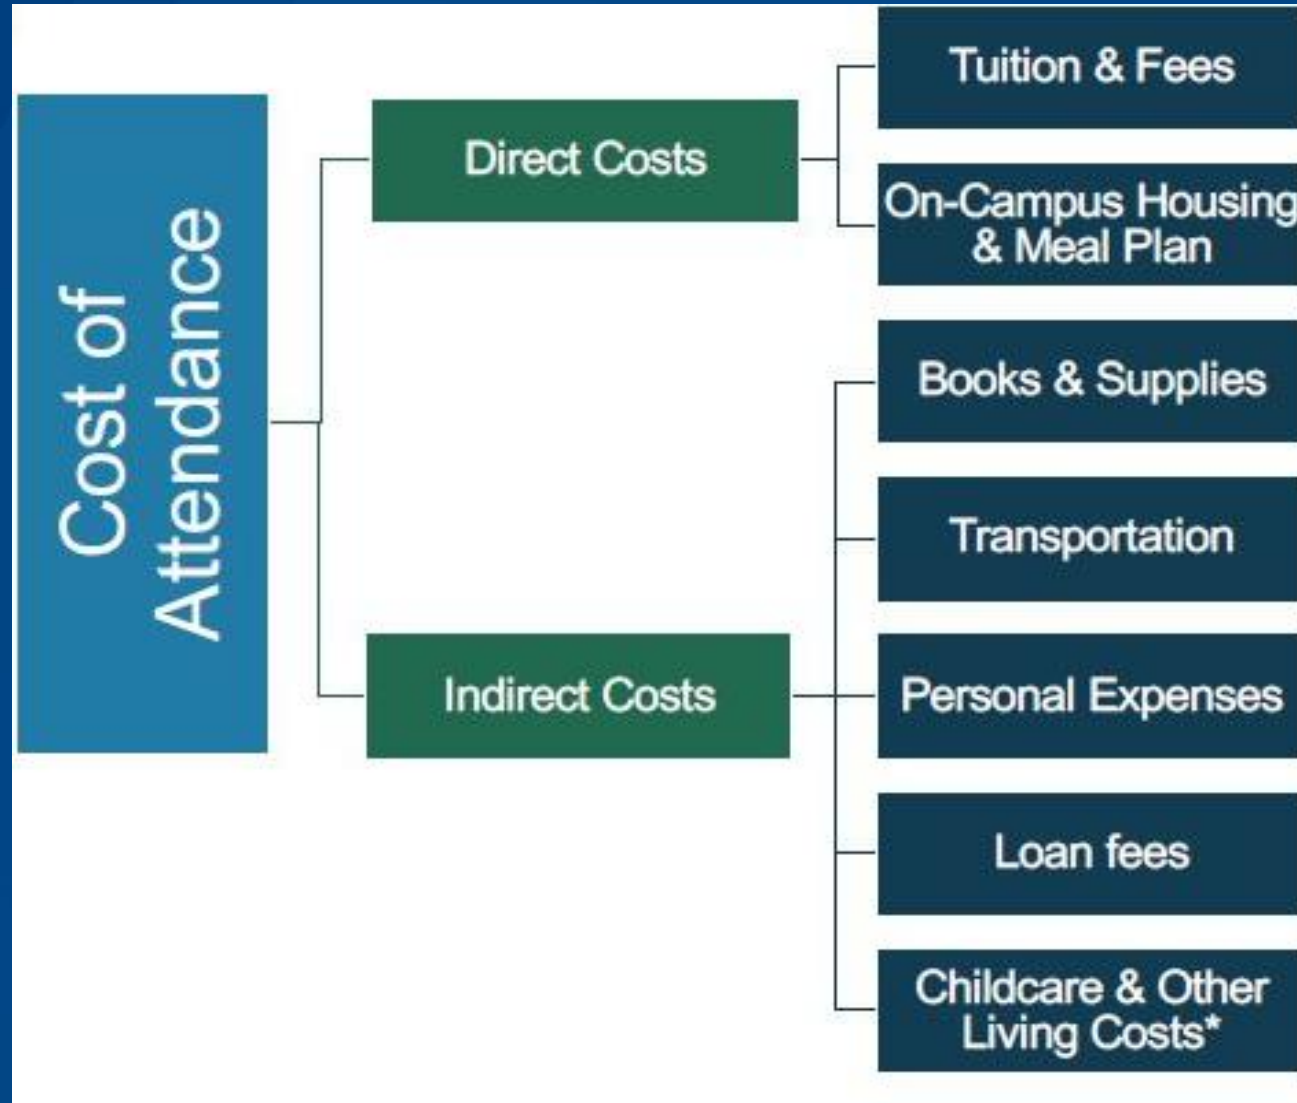 Cost of
Attendance
Direct Costs
Tuition & Fees
On-Campus Housing
& Meal Plan
Indirect Costs
Books & Supplies
Transportation
Personal Expenses
Loan fees
Childcare & Other
Living Costs*